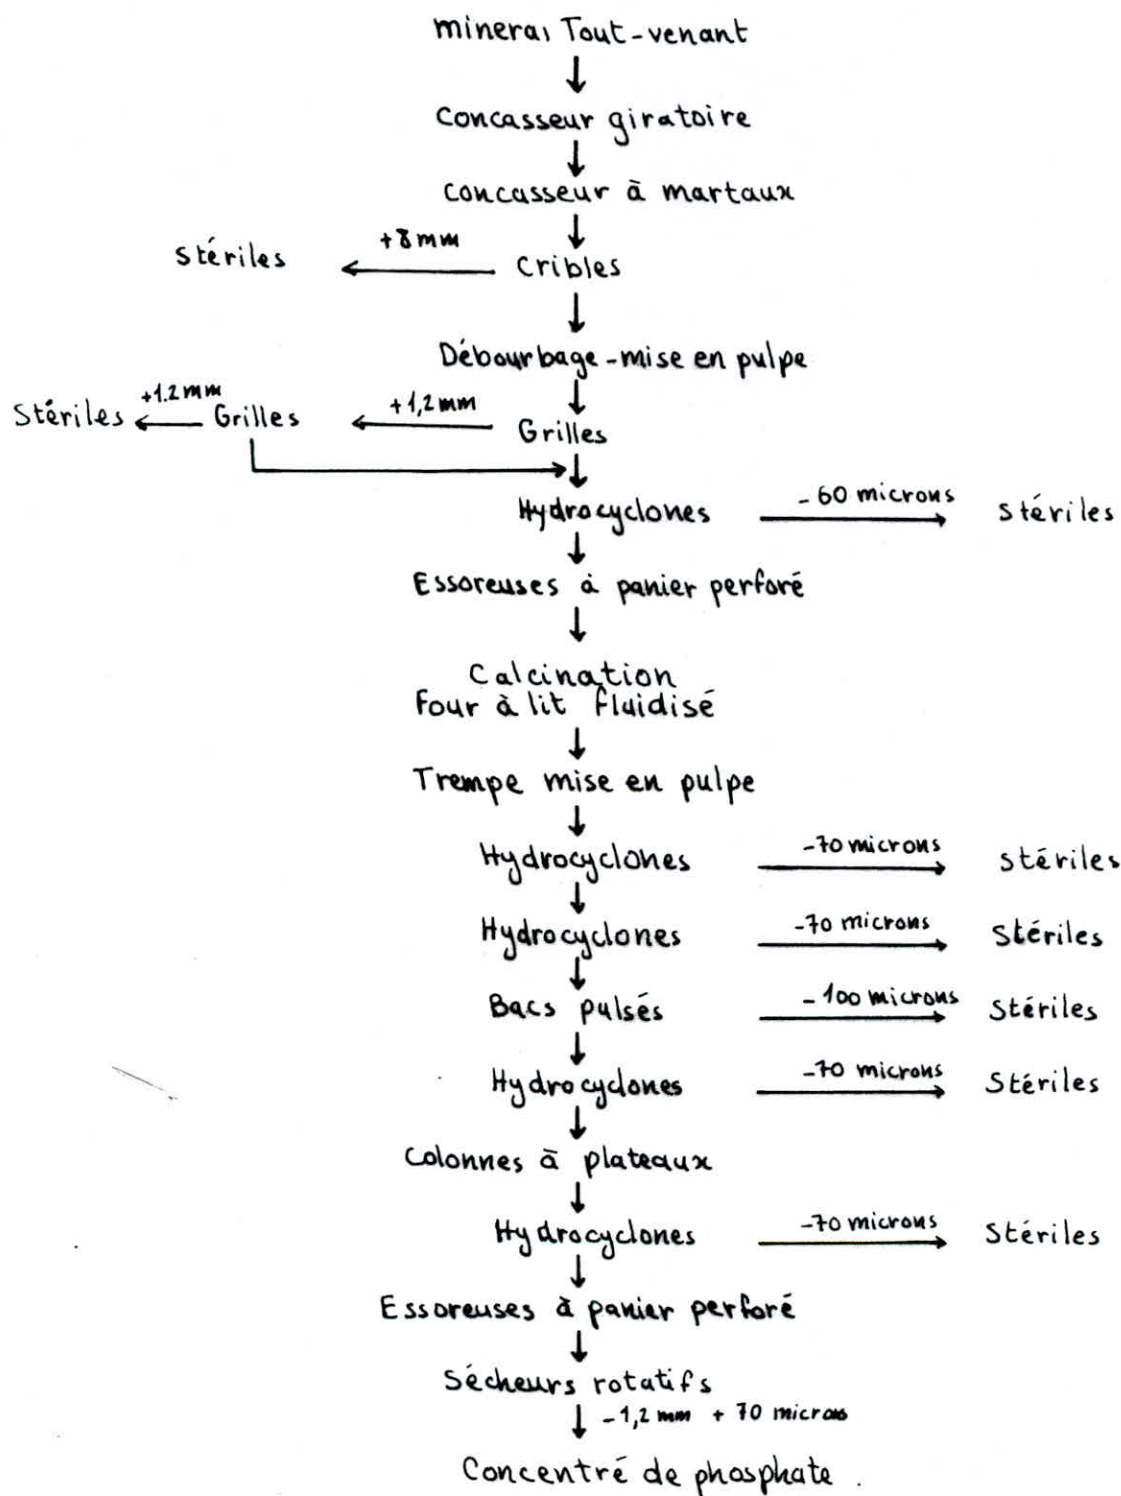 minerai Tout-venant
Concasseur giratoire
Concasseur à martaux
Stériles +8mm Cribles
Débourbage-mise en pulpe
Stériles +1.2mm Grilles +1,2mm Grilles
Hydrocyclones -60 microns Stériles
Essoreuses à panier perforé
Calcination
Four à lit fluidisé
Trempe mise en pulpe
Hydrocyclones -70 microns Stériles
Hydrocyclones -70 microns Stériles
Bacs pulsés -100 microns Stériles
Hydrocyclones -70 microns Stériles
Colonnes à plateaux
Hydrocyclones -70 microns Stériles
Essoreuses à panier perforé
Sécheurs rotatifs
-1,2 mm + 70 microns
Concentré de phosphate.